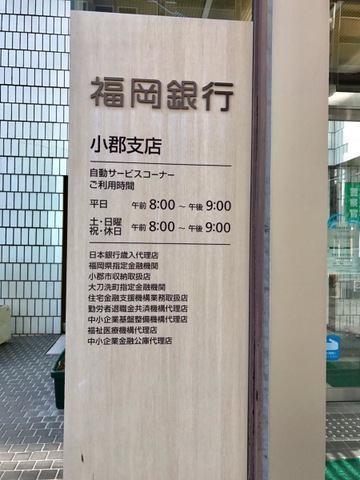 福岡銀行
小郡支店
自動サービスコーナー
ご利用時間
平日 午前 8:00 ～ 午後 9:00
土・日曜
祝・休日 午前 8:00 ～ 午後 9:00
日本銀行歳入代理店
福岡県指定金融機関
小郡市収納取扱店
大刀洗町指定金融機関
住宅金融支援機構業務取扱店
勤労者退職金共済機構代理店
中小企業基盤整備機構代理店
福祉医療機構代理店
中小企業金融公庫代理店
警察官